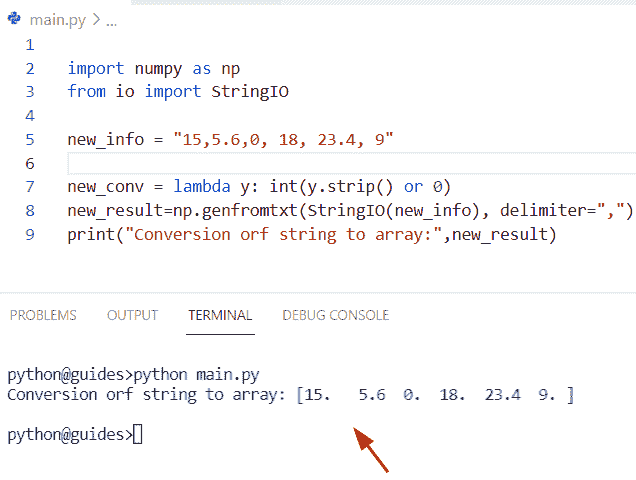 main.py > ...
1
2 import numpy as np
3 from io import StringIO
4
5 new_info = "15,5.6,0, 18, 23.4, 9"
6
7 new_conv = lambda y: int(y.strip() or 0)
8 new_result=np.genfromtxt(StringIO(new_info), delimiter=",")
9 print("Conversion orf string to array:",new_result)
PROBLEMS OUTPUT TERMINAL DEBUG CONSOLE
python@guides>python main.py
Conversion orf string to array: [15.   5.6  0.  18.  23.4  9. ]
python@guides>